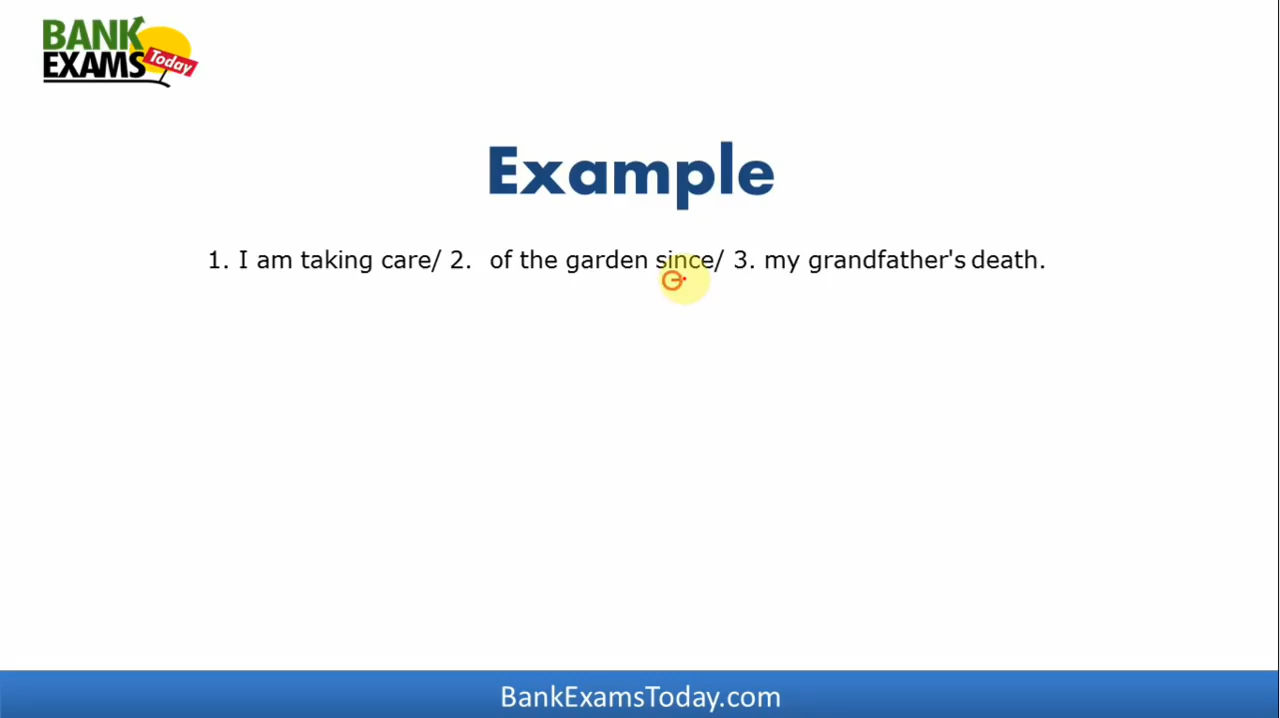 BANK
EXAMS Today
Example
1. I am taking care/ 2. of the garden since/ 3. my grandfather's death.
BankExamsToday.com